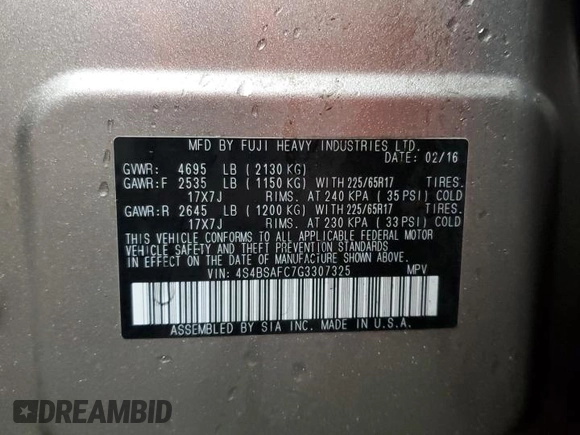 MFD BY FUJI HEAVY INDUSTRIES LTD.
DATE: 02/16
GVWR: 4695 LB ( 2130 KG)
GAWR:F 2535 LB ( 1150 KG) WITH 225/65R17 TIRES.
17X7J RIMS. AT 240 KPA ( 35 PSI) COLD
GAWR:R 2645 LB ( 1200 KG) WITH 225/65R17 TIRES.
17X7J RIMS. AT 230 KPA ( 33 PSI) COLD
THIS VEHICLE CONFORMS TO ALL APPLICABLE FEDERAL MOTOR
VEHICLE SAFETY AND THEFT PREVENTION STANDARDS
IN EFFECT ON THE DATE OF MANUFACTURE SHOWN ABOVE.
VIN: 4S4BSAFC7G3307325 MPV
ASSEMBLED BY SIA INC. MADE IN U.S.A.
DREAMBID